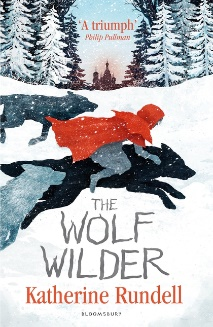 'A triumph'
Philip Pullman
THE
WOLF
WILDER
Katherine Rundell
BLOOMSBURY